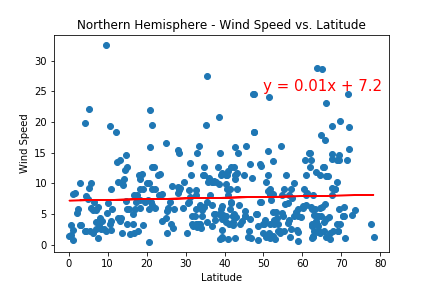 Northern Hemisphere - Wind Speed vs. Latitude
30
25
20
15
10
5
0
Wind Speed
y = 0.01x + 7.2
0 10 20 30 40 50 60 70 80
Latitude